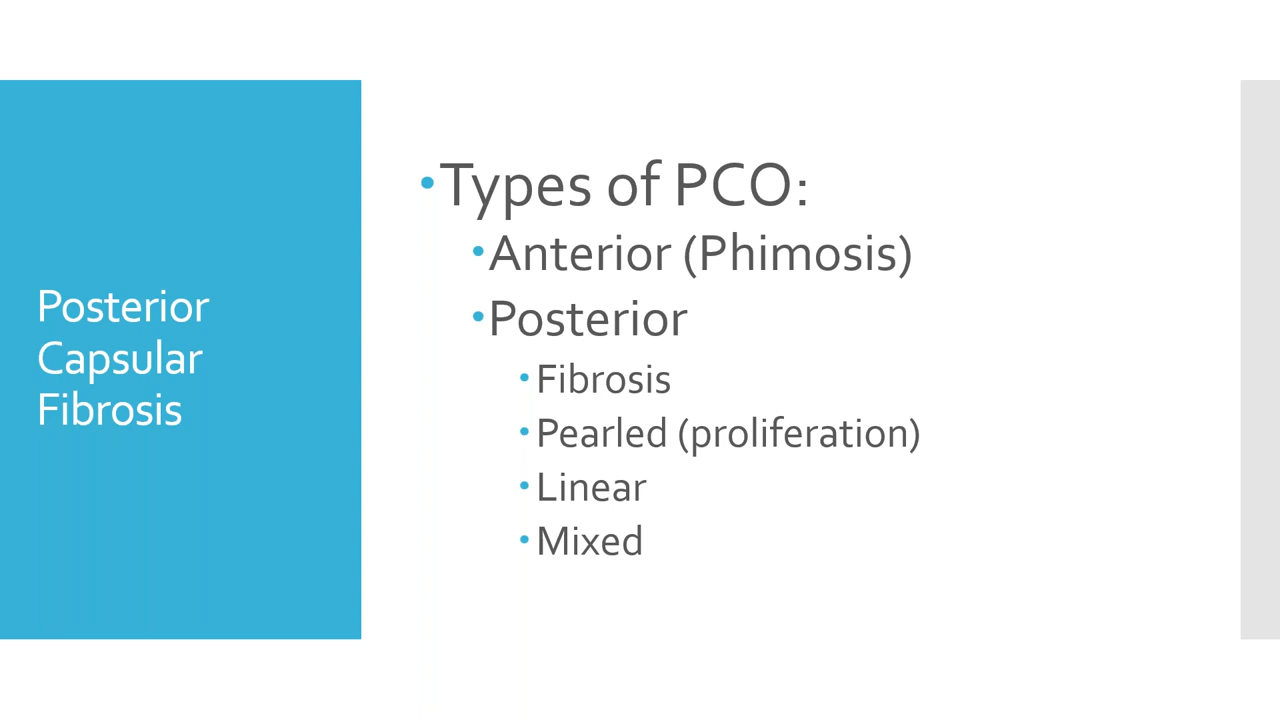 Posterior
Capsular
Fibrosis
•Types of PCO:
•Anterior (Phimosis)
•Posterior
•Fibrosis
•Pearled (proliferation)
•Linear
•Mixed